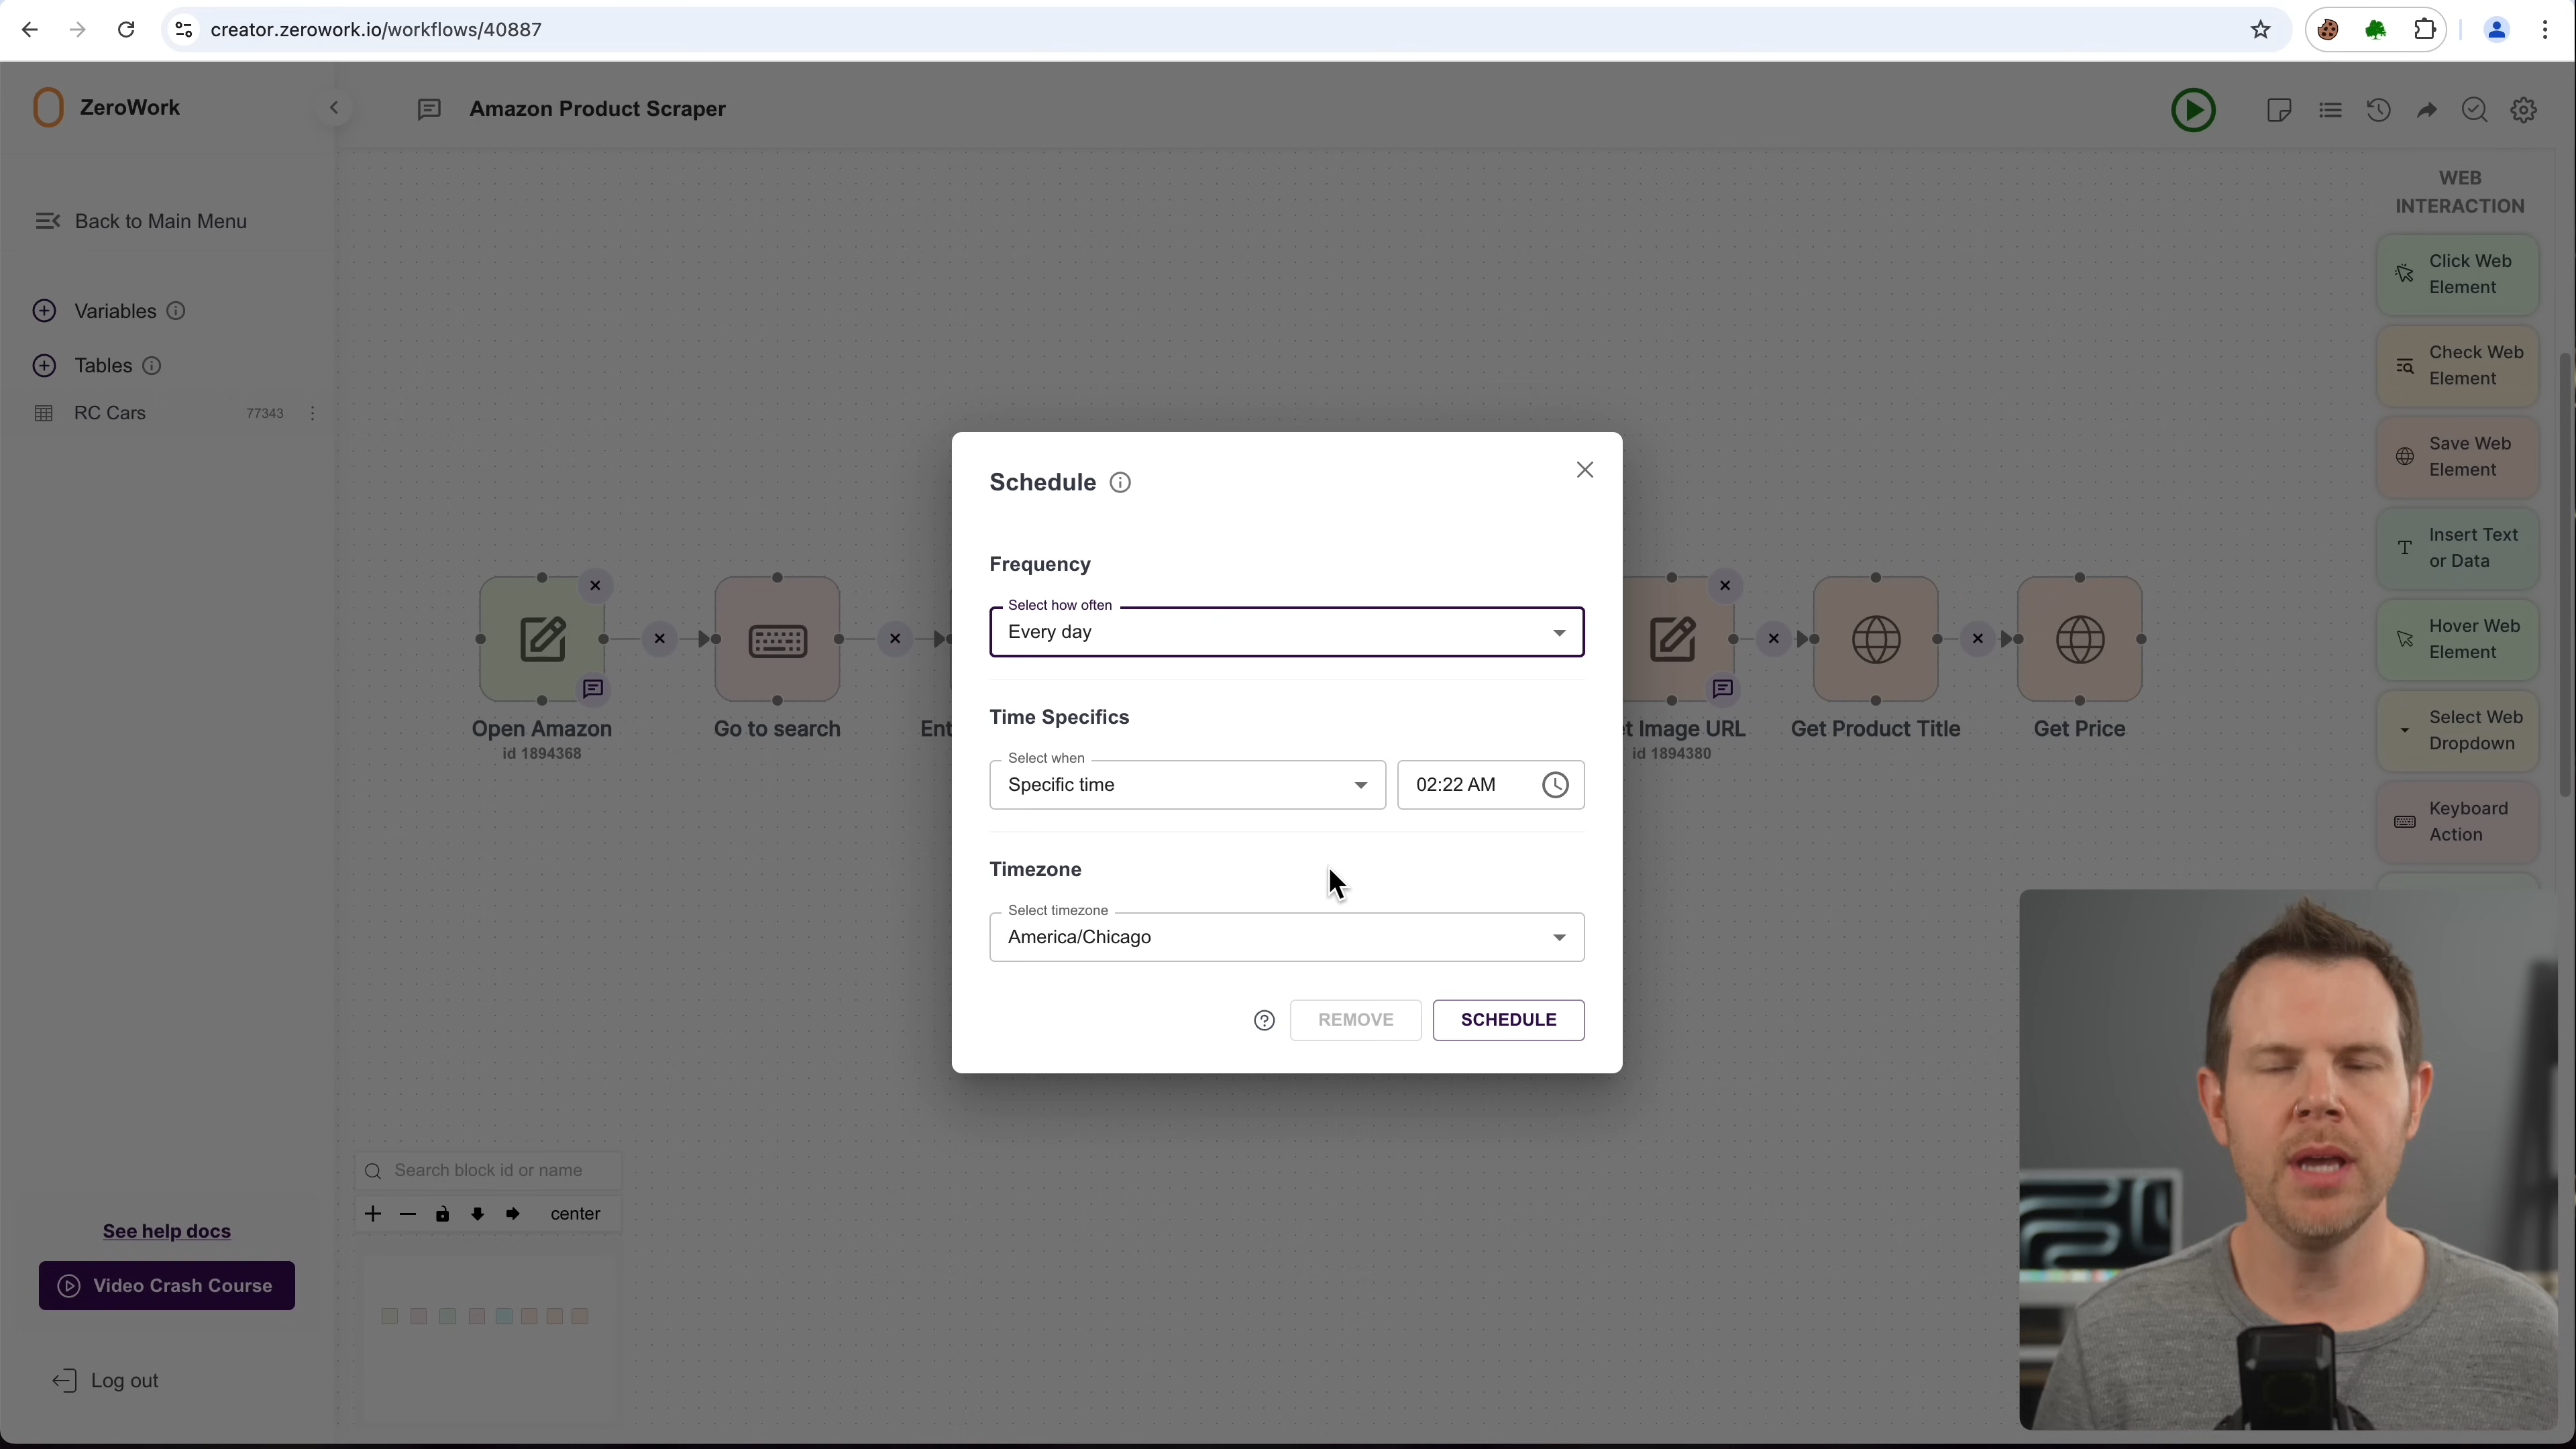 creator.zerowork.io/workflows/40887
ZeroWork
Amazon Product Scraper
Back to Main Menu
Variables
Tables
RC Cars 77343
See help docs
Video Crash Course
Log out
Open Amazon
id 1894368
Go to search
Ent
t Image URL
id 1894380
Get Product Title
Get Price
Search block id or name
center
Schedule
Frequency
Select how often
Every day
Time Specifics
Select when
Specific time
02:22 AM
Timezone
Select timezone
America/Chicago
REMOVE
SCHEDULE
WEB
INTERACTION
Click Web
Element
Check Web
Element
Save Web
Element
Insert Text
or Data
Hover Web
Element
Select Web
Dropdown
Keyboard
Action